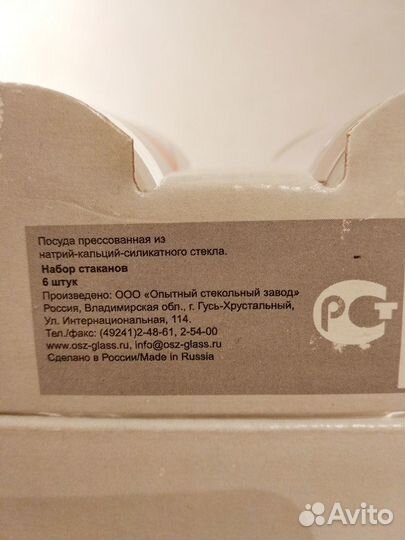 Посуда прессованная из
натрий-кальций-силикатного стекла.
Набор стаканов
6 штук
Произведено: ООО «Опытный стекольный завод»
Россия, Владимирская обл., г. Гусь-Хрустальный,
Ул. Интернациональная, 114.
Тел./факс: (49241)2-48-61, 2-54-00
www.osz-glass.ru, info@osz-glass.ru
Сделано в России/Made in Russia
РСТ
Avito